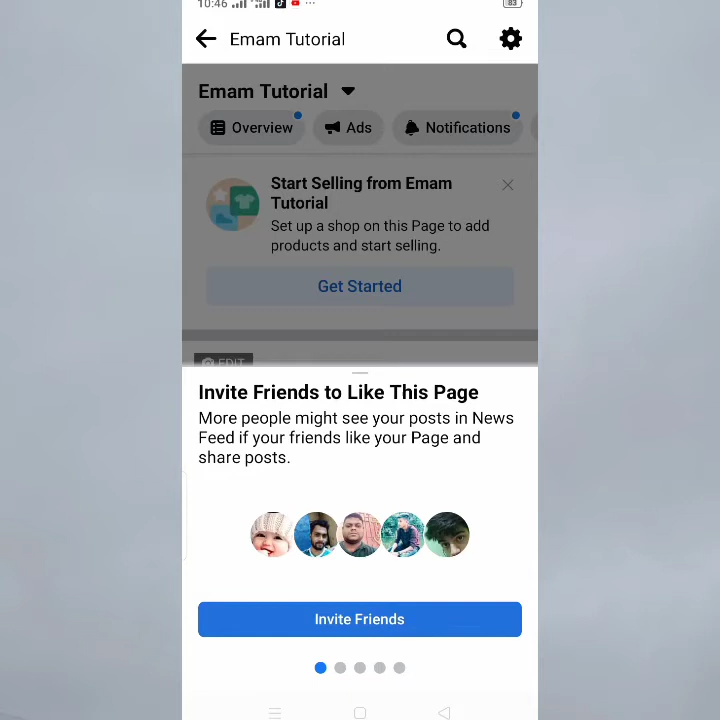 10:46
83
Emam Tutorial
Emam Tutorial
Overview
Ads
Notifications
Start Selling from Emam
Tutorial
Set up a shop on this Page to add
products and start selling.
Get Started
EDIT
Invite Friends to Like This Page
More people might see your posts in News
Feed if your friends like your Page and
share posts.
Invite Friends